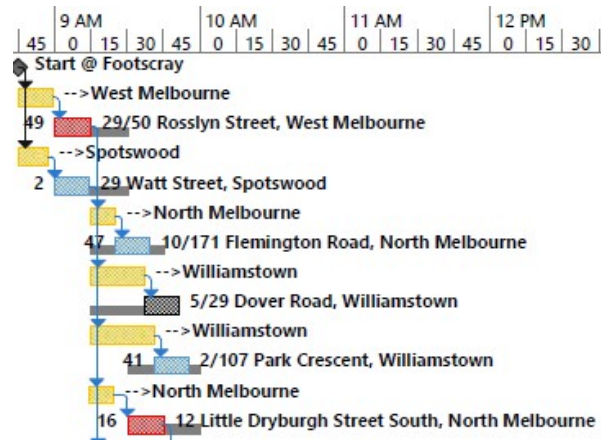 9 AM 10 AM 11 AM 12 PM
45 0 15 30 45 0 15 30 45 0 15 30 45 0 15 30
Start @ Footscray
-->West Melbourne
49 29/50 Rosslyn Street, West Melbourne
-->Spotswood
2 29 Watt Street, Spotswood
-->North Melbourne
47 10/171 Flemington Road, North Melbourne
-->Williamstown
5/29 Dover Road, Williamstown
-->Williamstown
41 2/107 Park Crescent, Williamstown
-->North Melbourne
16 12 Little Dryburgh Street South, North Melbourne